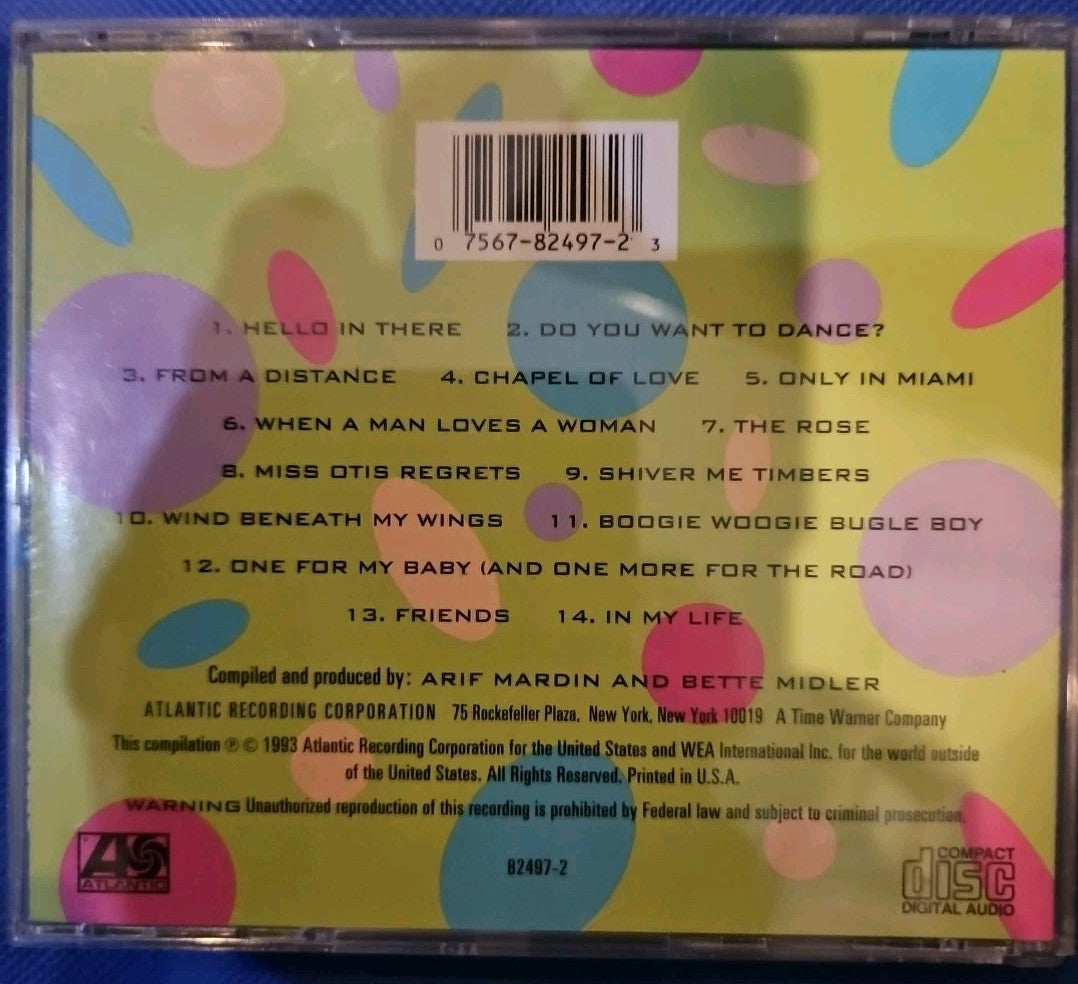 0 7567-82497-2 3
1. HELLO IN THERE 2. DO YOU WANT TO DANCE?
3. FROM A DISTANCE 4. CHAPEL OF LOVE 5. ONLY IN MIAMI
6. WHEN A MAN LOVES A WOMAN 7. THE ROSE
8. MISS OTIS REGRETS 9. SHIVER ME TIMBERS
10. WIND BENEATH MY WINGS 11. BOOGIE WOOGIE BUGLE BOY
12. ONE FOR MY BABY (AND ONE MORE FOR THE ROAD)
13. FRIENDS 14. IN MY LIFE
Compiled and produced by: ARIF MARDIN AND BETTE MIDLER
ATLANTIC RECORDING CORPORATION 75 Rockefeller Plaza, New York, New York 10019 A Time Warner Company
This compilation ℗ © 1993 Atlantic Recording Corporation for the United States and WEA International Inc. for the world outside
of the United States. All Rights Reserved. Printed in U.S.A.
WARNING Unauthorized reproduction of this recording is prohibited by Federal law and subject to criminal prosecution.
ATLANTIC
82497-2
COMPACT
disc
DIGITAL AUDIO